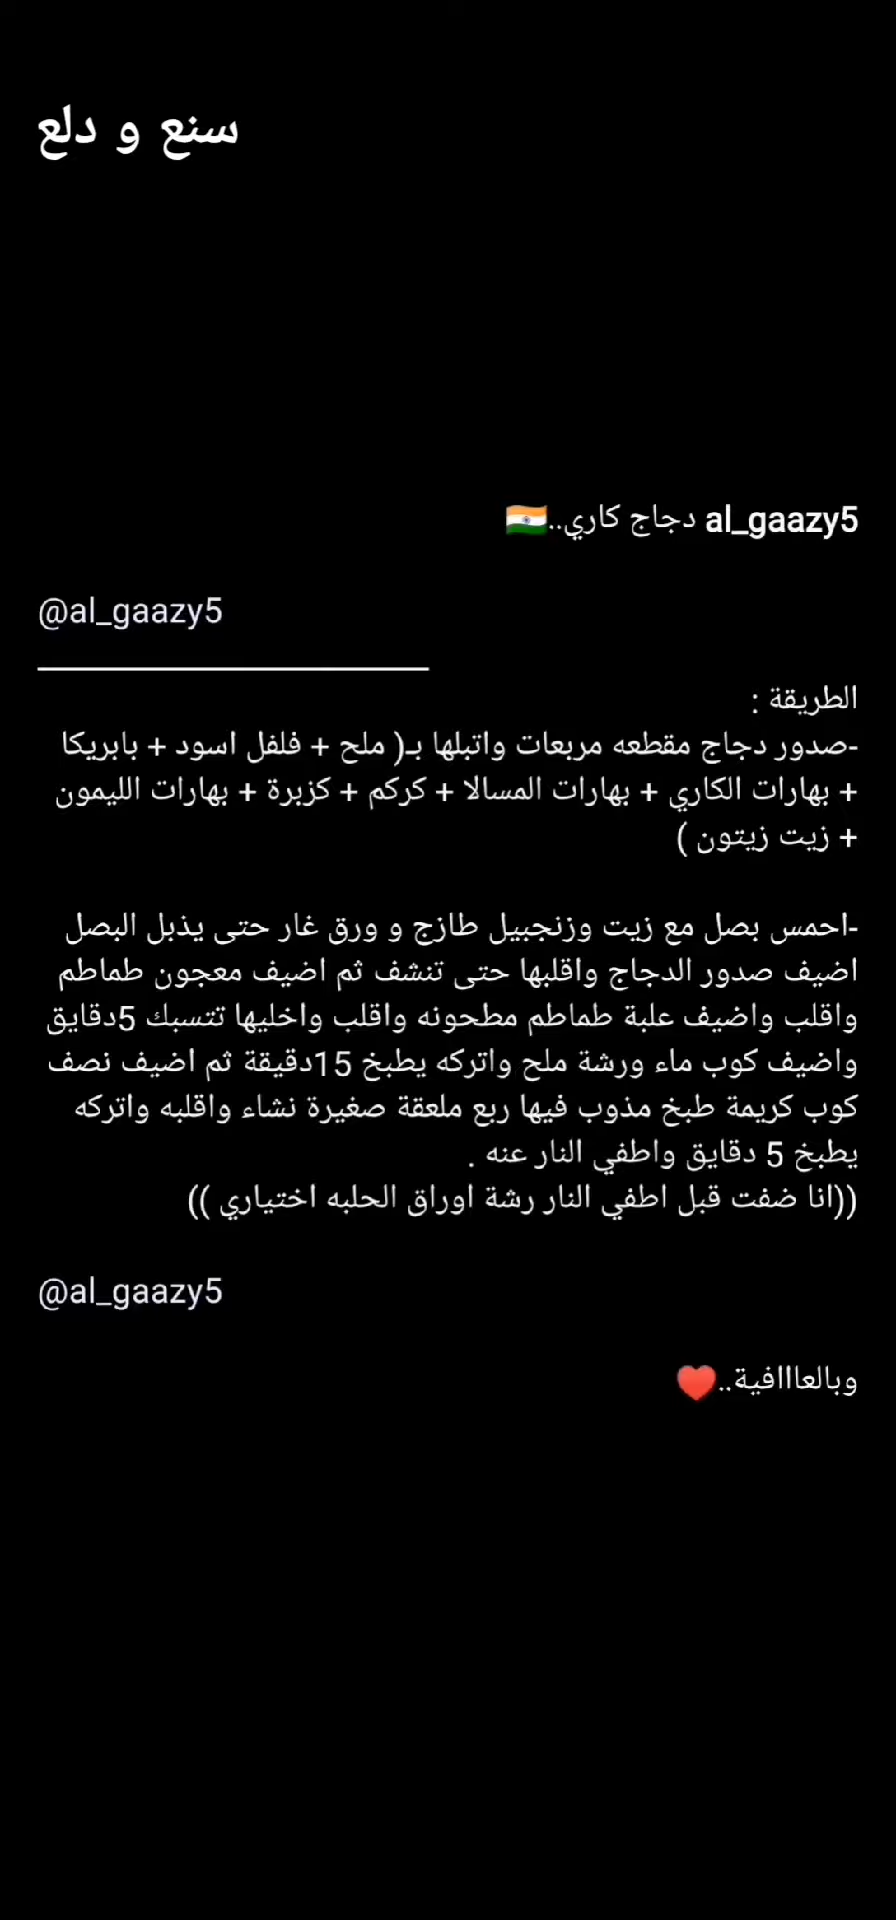 سنع و دلع
al_gaazy5 دجاج كاري..🇮🇳
@al_gaazy5
ـــــــــــــــــــــــــــــــــــــــــــــــ
الطريقة :
-صدور دجاج مقطعه مربعات واتبلها بـ( ملح + فلفل اسود + بابريكا
+ بهارات الكاري + بهارات المسالا + كركم + كزبرة + بهارات الليمون
+ زيت زيتون )
-احمس بصل مع زيت وزنجبيل طازج و ورق غار حتى يذبل البصل
اضيف صدور الدجاج واقلبها حتى تنشف ثم اضيف معجون طماطم
واقلب واضيف علبة طماطم مطحونه واقلب واخليها تتسبك 5دقايق
واضيف كوب ماء ورشة ملح واتركه يطبخ 15دقيقة ثم اضيف نصف
كوب كريمة طبخ مذوب فيها ربع ملعقة صغيرة نشاء واقلبه واتركه
يطبخ 5 دقايق واطفي النار عنه .
((انا ضفت قبل اطفي النار رشة اوراق الحلبه اختياري ))
@al_gaazy5
وبالعاااافية..♥️